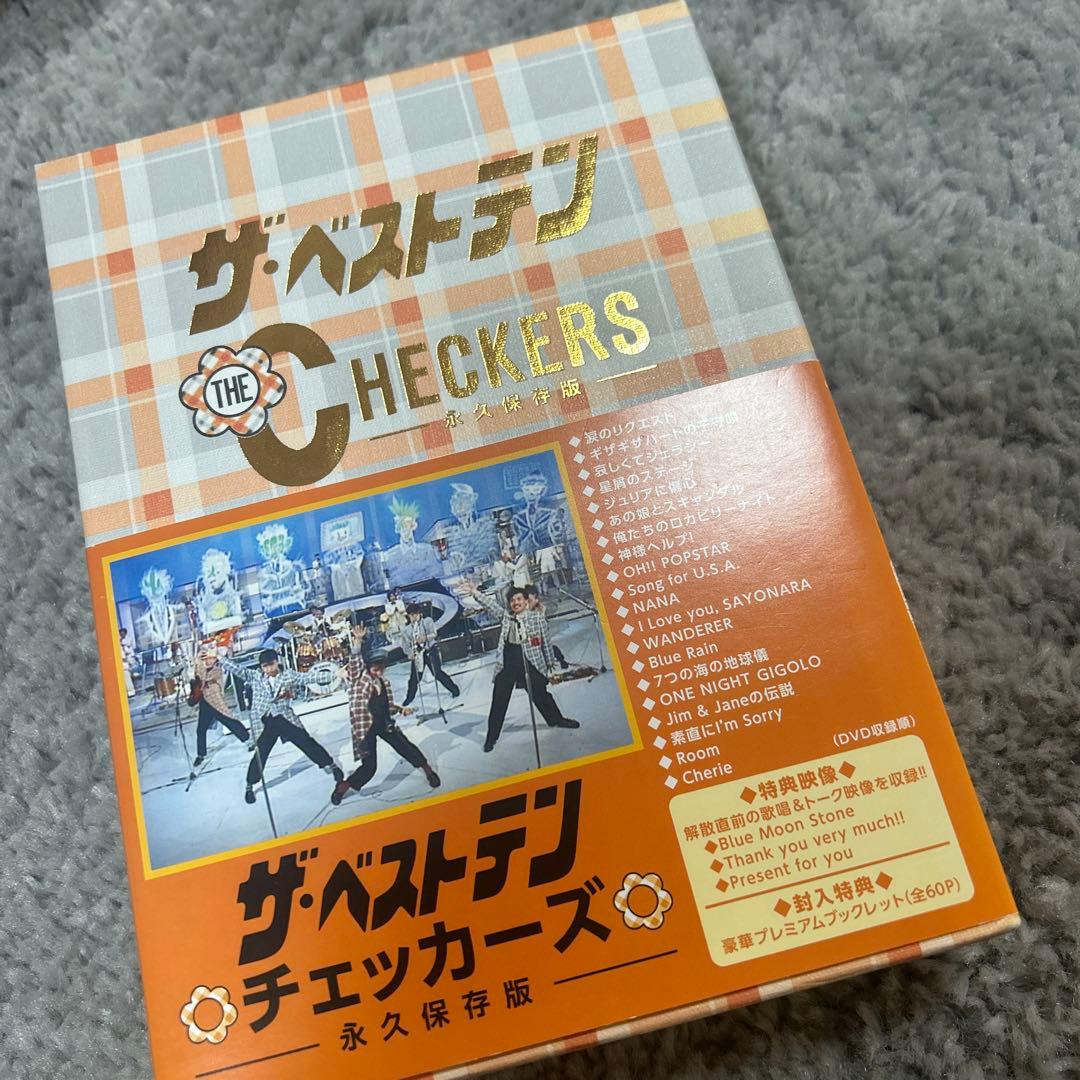 ザ・ベストテン
THE CHECKERS
永久保存版
◆涙のリクエスト
◆ギザギザハートの子守唄
◆哀しくてジェラシー
◆星屑のステージ
◆ジュリアに傷心
◆あの娘とスキャンダル
◆俺たちのロカビリーナイト
◆神様ヘルプ!
◆OH!! POPSTAR
◆Song for U.S.A.
◆NANA
◆I Love you, SAYONARA
◆WANDERER
◆Blue Rain
◆7つの海の地球儀
◆ONE NIGHT GIGOLO
◆Jim & Janeの伝説
◆素直にI'm Sorry
◆Room
◆Cherie
(DVD収録順)
◆特典映像◆
解散直前の歌唱&トーク映像を収録!!
◆Blue Moon Stone
◆Thank you very much!!
◆Present for you
◆封入特典◆
豪華プレミアムブックレット(全60P)
ザ・ベストテン
チェッカーズ
永久保存版